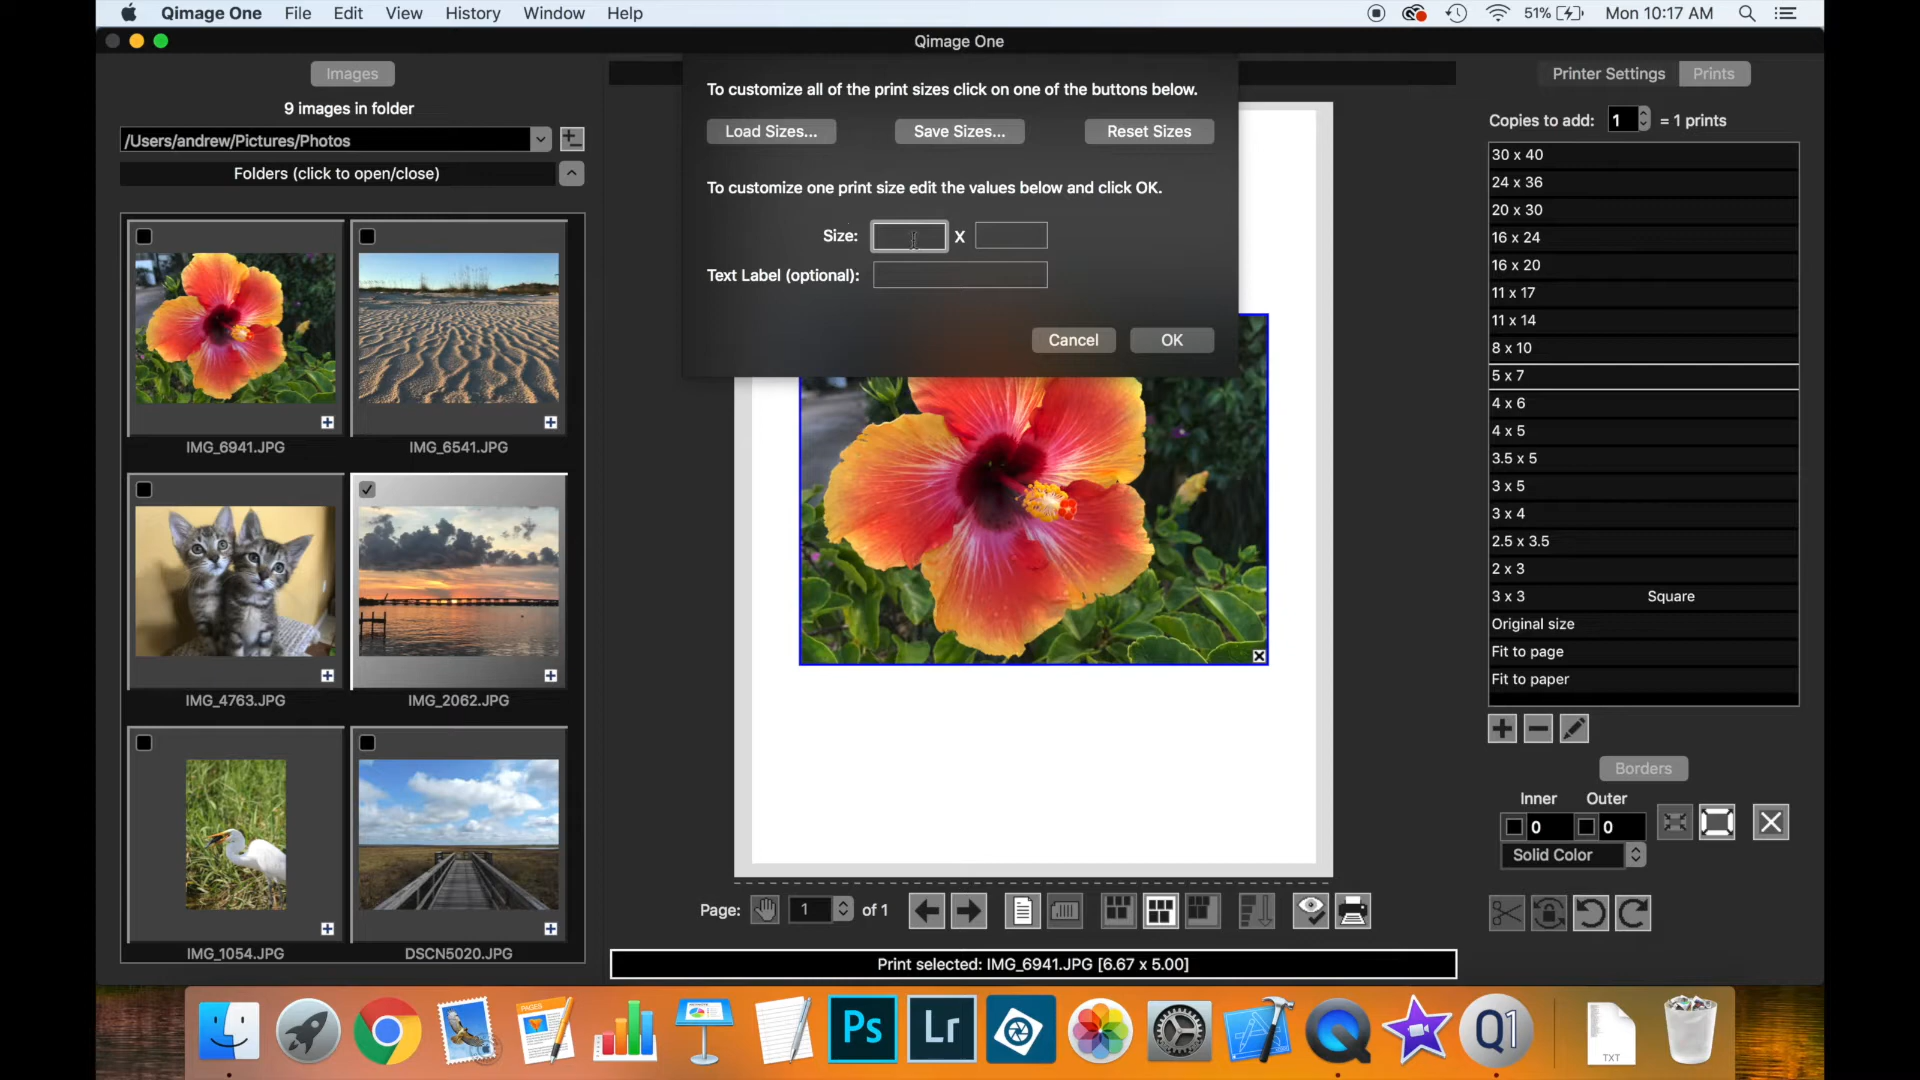 Qimage One File Edit View History Window Help 51% Mon 10:17 AM
Qimage One
Images
9 images in folder
/Users/andrew/Pictures/Photos
Folders (click to open/close)
IMG_6941.JPG IMG_6541.JPG
IMG_4763.JPG IMG_2062.JPG
IMG_1054.JPG DSCN5020.JPG
To customize all of the print sizes click on one of the buttons below.
Load Sizes... Save Sizes... Reset Sizes
To customize one print size edit the values below and click OK.
Size: X
Text Label (optional):
Cancel OK
Page: 1 of 1
Print selected: IMG_6941.JPG [6.67 x 5.00]
Printer Settings Prints
Copies to add: 1 = 1 prints
30 x 40
24 x 36
20 x 30
16 x 24
16 x 20
11 x 17
11 x 14
8 x 10
5 x 7
4 x 6
4 x 5
3.5 x 5
3 x 5
3 x 4
2.5 x 3.5
2 x 3
3 x 3 Square
Original size
Fit to page
Fit to paper
Borders
Inner Outer
0 0
Solid Color
Ps Lr Q1 TXT